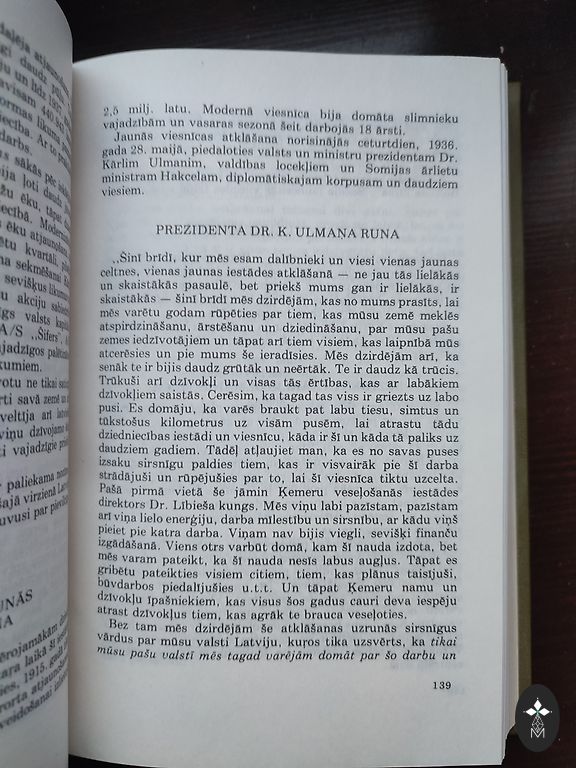 2,5 milj. latu. Modernā viesnīca bija domāta slimnieku
vajadzībām un vasaras sezonā šeit darbojās 18 ārsti.
Jaunās viesnīcas atklāšana norisinājās ceturtdien, 1936.
gada 28. maijā, piedaloties valsts un ministru prezidentam Dr.
Kārlim Ulmanim, valdības locekļiem un Somijas ārlietu
ministram Hakcelam, diplomātiskajam korpusam un daudziem
viesiem.
PREZIDENTA DR. K. ULMAŅA RUNA
,,Šinī brīdī, kur mēs esam dalībnieki un viesi vienas jaunas
celtnes, vienas jaunas iestādes atklāšanā — ne jau tās lielākās
un skaistākās pasaulē, bet priekš mums gan ir lielākās, ir
skaistākās — šinī brīdī mēs dzirdējām, kas no mums prasīts, lai
mēs varētu godam rūpēties par tiem, kas mūsu zemē meklēs
atspirdzināšanu, ārstēšanu un dziedināšanu, par mūsu pašu
zemes iedzīvotājiem un tāpat arī tiem visiem, kas laipnībā mūs
atcerēsies un pie mums še ieradīsies. Mēs dzirdējām arī, ka
senāk te ir bijis daudz grūtāk un neērtāk. Te ir daudz kā trūcis.
Trūkuši arī dzīvokļi un visas tās ērtības, kas ar labākiem
dzīvokļiem saistās. Cerēsim, ka tagad tas viss ir griezts uz labo
pusi. Es domāju, ka varēs braukt pat labu tiesu, simtus un
tūkstošus kilometrus uz visām pusēm, lai atrastu tādu
dziedniecības iestādi un viesnīcu, kāda ir šī un kāda tā paliks uz
daudziem gadiem. Tādēļ atļaujiet man, ka es no savas puses
izsaku sirsnīgu paldies tiem, kas ir visvairāk pie šī darba
strādājuši un rūpējušies par to, lai šī viesnīca tiktu uzcelta.
Pašā pirmā vietā še jāmin Ķemeru veseļošanās iestādes
direktors Dr. Lībieša kungs. Mēs viņu labi pazīstam, pazīstam
arī viņa lielo enerģiju, darba mīlestību un sirsnību, ar kādu viņš
pieiet pie katra darba. Viņam nav bijis viegli, sevišķi finanču
izgādāšanā. Viens otrs varbūt domā, kam šī nauda izdota, bet
mēs varam pateikt, ka šī nauda nesīs labus augļus. Tāpat es
gribētu pateikties visiem citiem, tiem, kas plānus taisījuši,
būvdarbos piedalījušies u.t.t. Un tāpat Ķemeru namu un
dzīvokļu īpašniekiem, kas visus šos gadus cauri deva iespēju
atrast dzīvokļus tiem, kas agrāk te brauca veseļoties.
Bez tam mēs dzirdējām še atklāšanas uzrunās sirsnīgus
vārdus par mūsu valsti Latviju, kuŗos tika uzsvērts, ka tikai
mūsu pašu valstī mēs tagad varējām domāt par šo darbu un
139